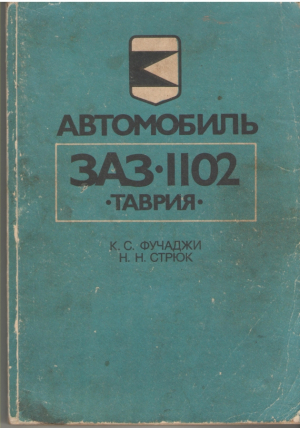 АВТОМОБИЛЬ
ЗАЗ·1102
·ТАВРИЯ·
К. С. ФУЧАДЖИ
Н. Н. СТРЮК